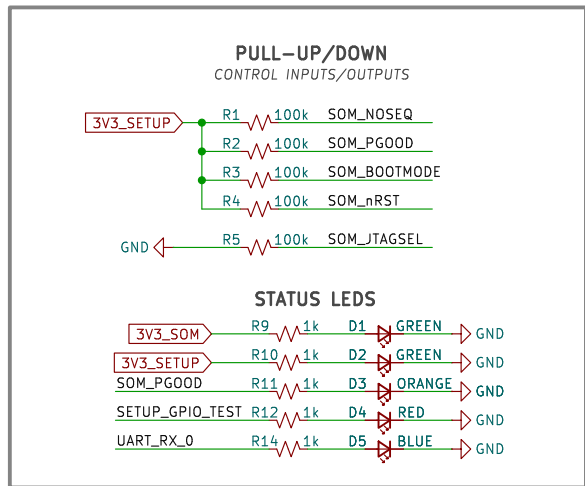 PULL-UP/DOWN
CONTROL INPUTS/OUTPUTS
3V3_SETUP R1 100k SOM_NOSEQ
R2 100k SOM_PGOOD
R3 100k SOM_BOOTMODE
R4 100k SOM_nRST
GND R5 100k SOM_JTAGSEL
STATUS LEDS
3V3_SOM R9 1k D1 GREEN GND
3V3_SETUP R10 1k D2 GREEN GND
SOM_PGOOD R11 1k D3 ORANGE GND
SETUP_GPIO_TEST R12 1k D4 RED GND
UART_RX_0 R14 1k D5 BLUE GND